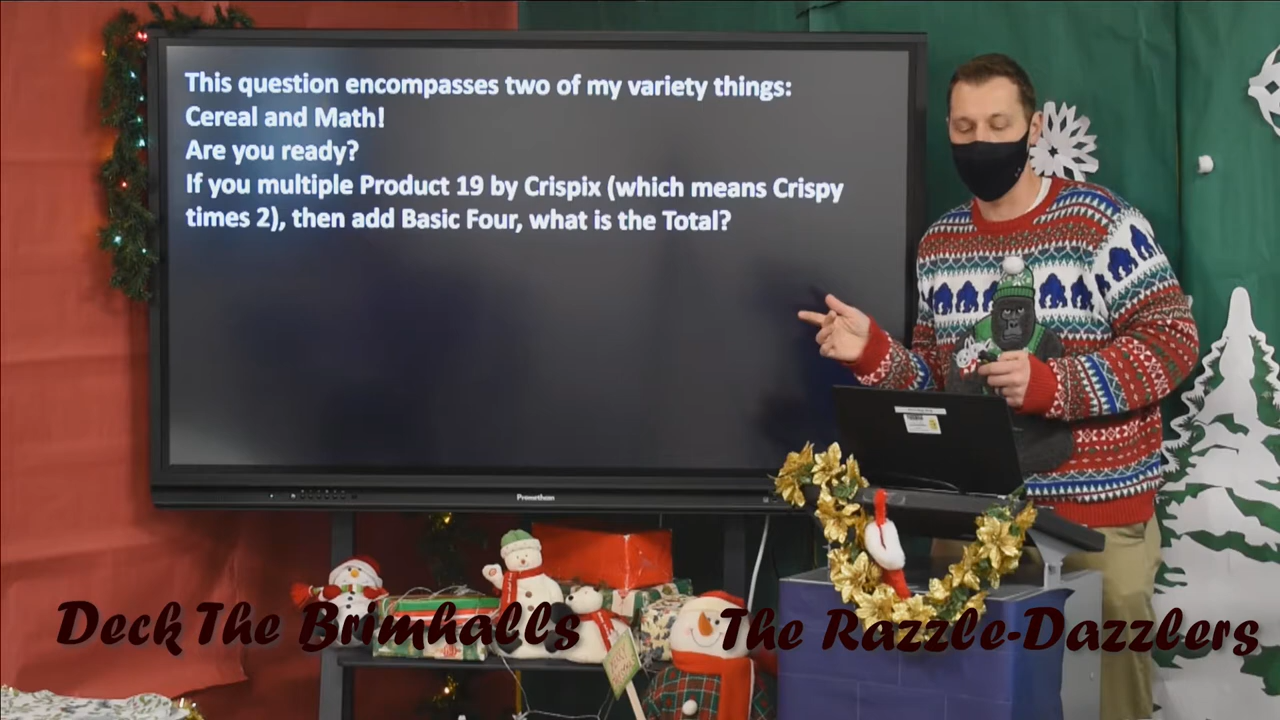 This question encompasses two of my variety things:
Cereal and Math!
Are you ready?
If you multiple Product 19 by Crispix (which means Crispy
times 2), then add Basic Four, what is the Total?
Promethean
Deck The Brimhalls
The Razzle-Dazzlers